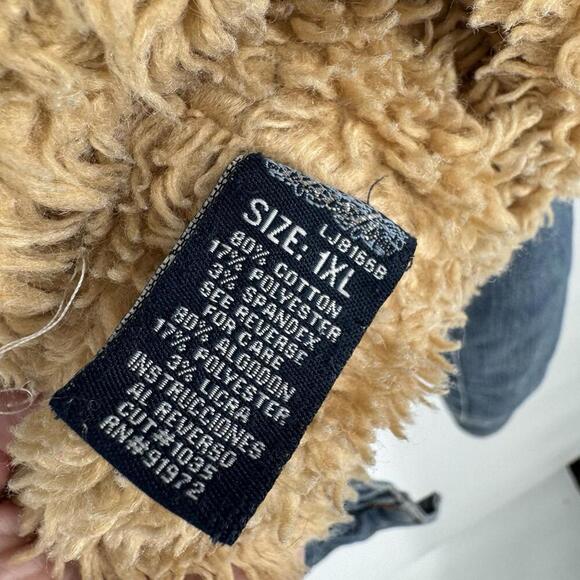 LJ8166B
SIZE: 1XL
80% COTTON
17% POLYESTER
3% SPANDEX
SEE REVERSE
FOR CARE
80% ALGODON
17% POLYESTER
3% LICRA
INSTRUCCIONES
AL REVERSO
CUT#1035
RN#91972